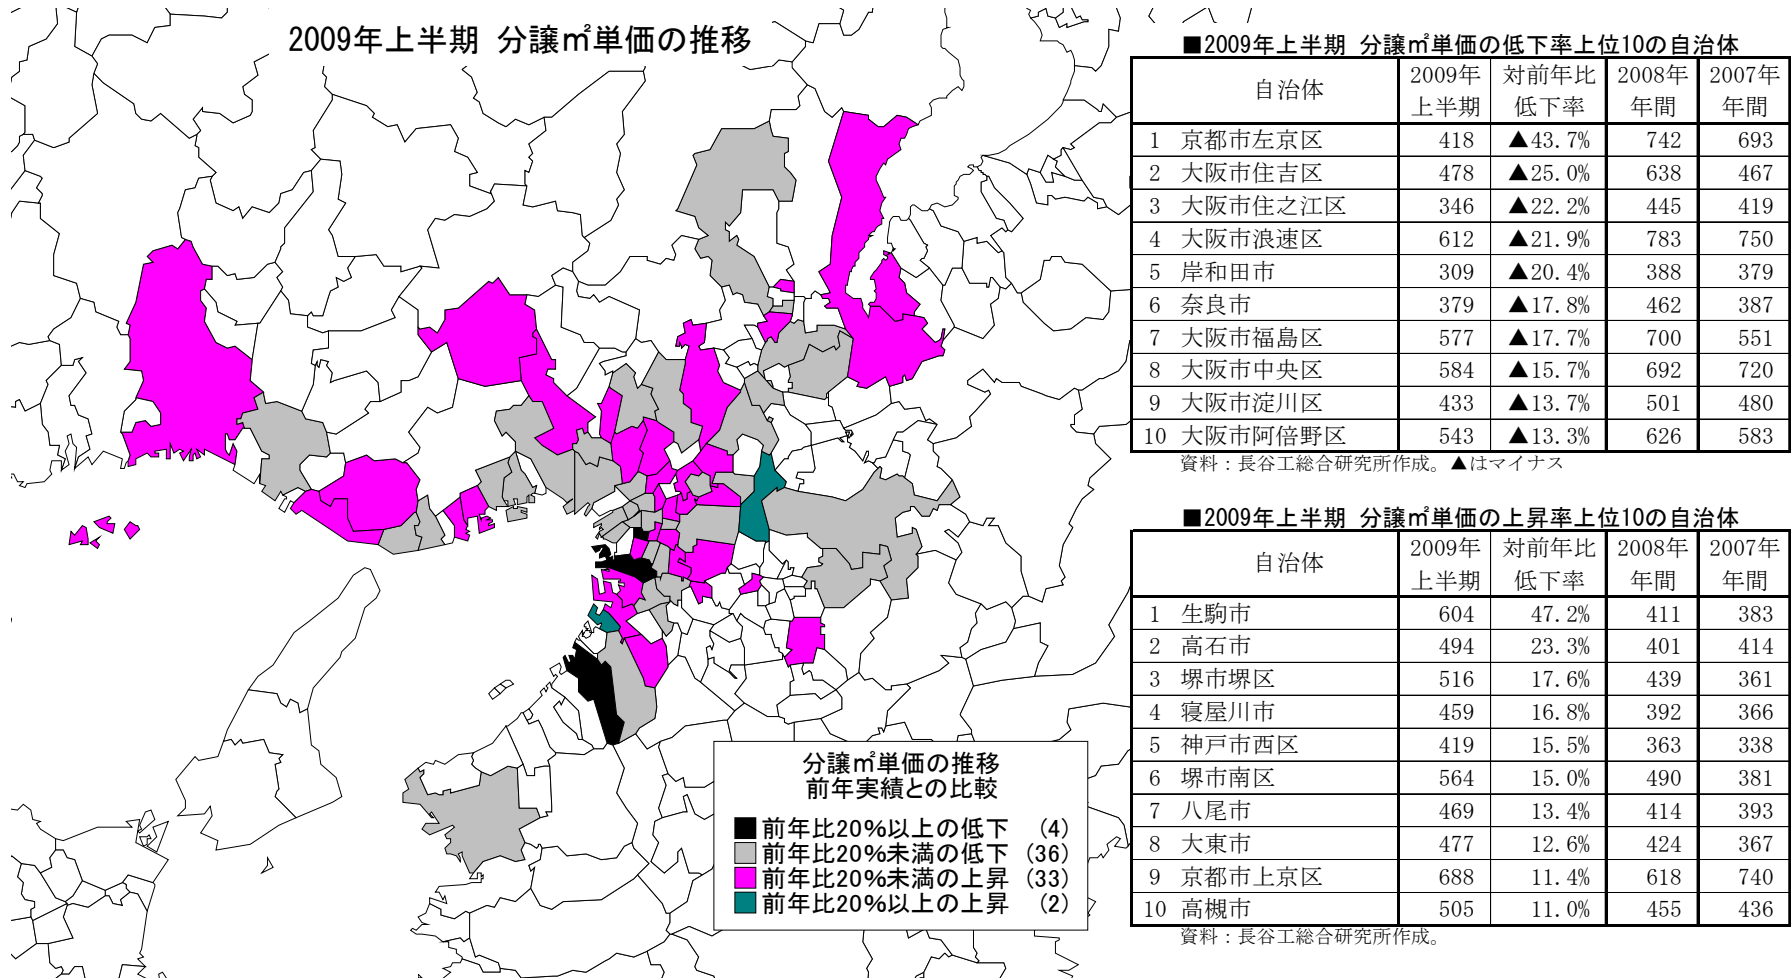 2009年上半期 分譲㎡単価の推移
■2009年上半期 分譲㎡単価の低下率上位10の自治体
自治体 2009年上半期 対前年比低下率 2008年年間 2007年年間
1 京都市左京区 418 ▲43.7% 742 693
2 大阪市住吉区 478 ▲25.0% 638 467
3 大阪市住之江区 346 ▲22.2% 445 419
4 大阪市浪速区 612 ▲21.9% 783 750
5 岸和田市 309 ▲20.4% 388 379
6 奈良市 379 ▲17.8% 462 387
7 大阪市福島区 577 ▲17.7% 700 551
8 大阪市中央区 584 ▲15.7% 692 720
9 大阪市淀川区 433 ▲13.7% 501 480
10 大阪市阿倍野区 543 ▲13.3% 626 583
資料：長谷工総合研究所作成。▲はマイナス
■2009年上半期 分譲㎡単価の上昇率上位10の自治体
自治体 2009年上半期 対前年比低下率 2008年年間 2007年年間
1 生駒市 604 47.2% 411 383
2 高石市 494 23.3% 401 414
3 堺市堺区 516 17.6% 439 361
4 寝屋川市 459 16.8% 392 366
5 神戸市西区 419 15.5% 363 338
6 堺市南区 564 15.0% 490 381
7 八尾市 469 13.4% 414 393
8 大東市 477 12.6% 424 367
9 京都市上京区 688 11.4% 618 740
10 高槻市 505 11.0% 455 436
資料：長谷工総合研究所作成。
分譲㎡単価の推移
前年実績との比較
前年比20%以上の低下 (4)
前年比20%未満の低下 (36)
前年比20%未満の上昇 (33)
前年比20%以上の上昇 (2)